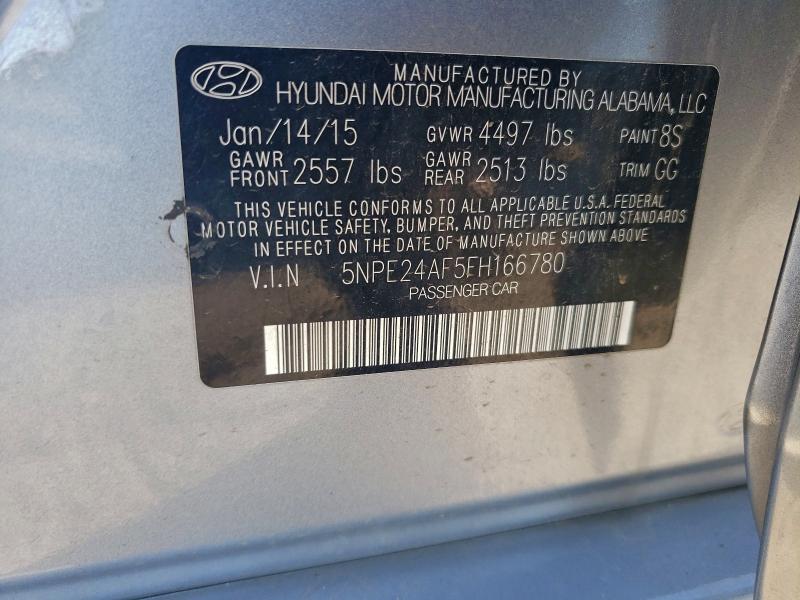 MANUFACTURED BY
HYUNDAI MOTOR MANUFACTURING ALABAMA, LLC
Jan/14/15 GVWR 4497 lbs PAINT 8S
GAWR FRONT 2557 lbs GAWR REAR 2513 lbs TRIM GG
THIS VEHICLE CONFORMS TO ALL APPLICABLE U.S.A. FEDERAL
MOTOR VEHICLE SAFETY, BUMPER, AND THEFT PREVENTION STANDARDS
IN EFFECT ON THE DATE OF MANUFACTURE SHOWN ABOVE
V.I.N 5NPE24AF5FH166780
PASSENGER CAR